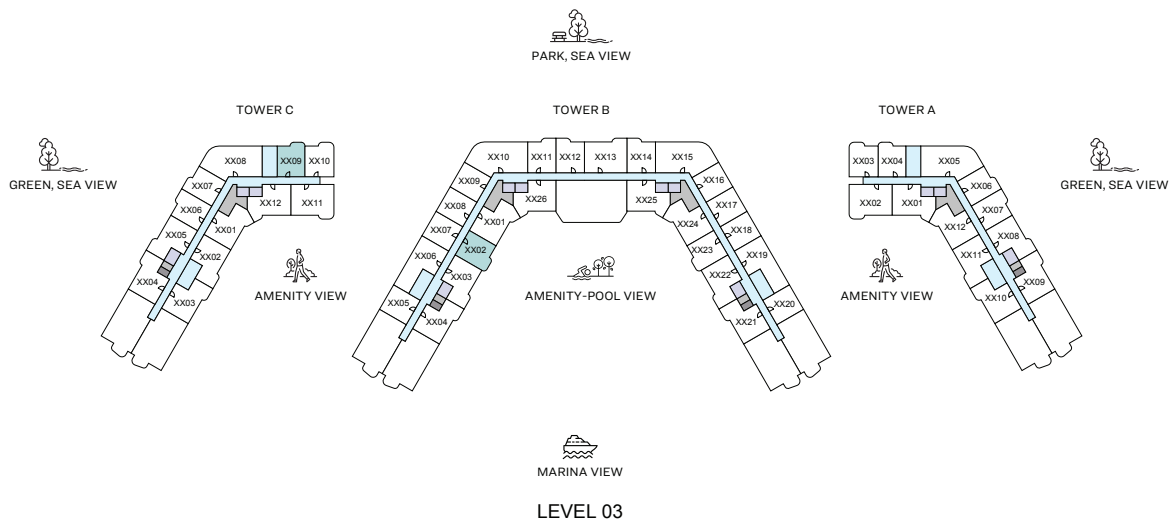 PARK, SEA VIEW
TOWER C
TOWER B
TOWER A
GREEN, SEA VIEW
GREEN, SEA VIEW
XX08
XX09
XX10
XX07
XX06
XX05
XX04
XX12
XX11
XX01
XX02
XX03
XX10
XX11
XX12
XX13
XX14
XX15
XX09
XX08
XX07
XX06
XX05
XX26
XX01
XX02
XX03
XX04
XX25
XX24
XX23
XX22
XX21
XX16
XX17
XX18
XX19
XX20
XX03
XX04
XX05
XX02
XX01
XX06
XX07
XX08
XX09
XX12
XX11
XX10
AMENITY VIEW
AMENITY-POOL VIEW
AMENITY VIEW
MARINA VIEW
LEVEL 03